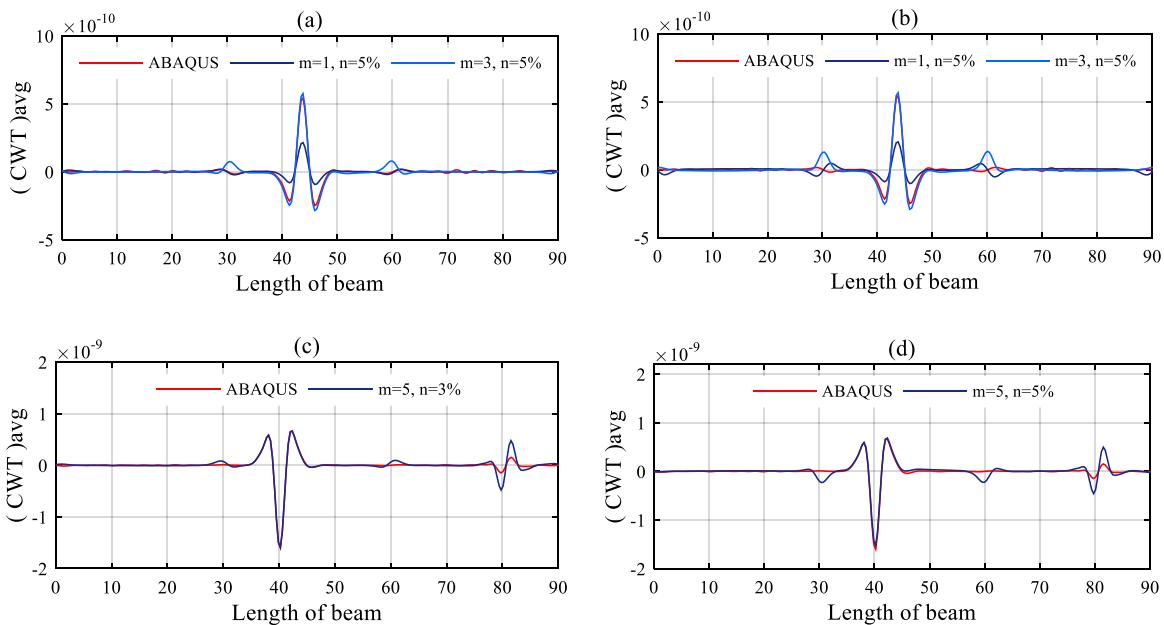 (a)
×10⁻¹⁰
ABAQUS m=1, n=5% m=3, n=5%
10
5
0
-5
( CWT )avg
0 10 20 30 40 50 60 70 80 90
Length of beam
(b)
×10⁻¹⁰
ABAQUS m=1, n=5% m=3, n=5%
10
5
0
-5
( CWT )avg
0 10 20 30 40 50 60 70 80 90
Length of beam
(c)
×10⁻⁹
ABAQUS m=5, n=3%
2
1
0
-1
-2
( CWT )avg
0 10 20 30 40 50 60 70 80 90
Length of beam
(d)
×10⁻⁹
ABAQUS m=5, n=5%
2
1
0
-1
-2
( CWT )avg
0 10 20 30 40 50 60 70 80 90
Length of beam